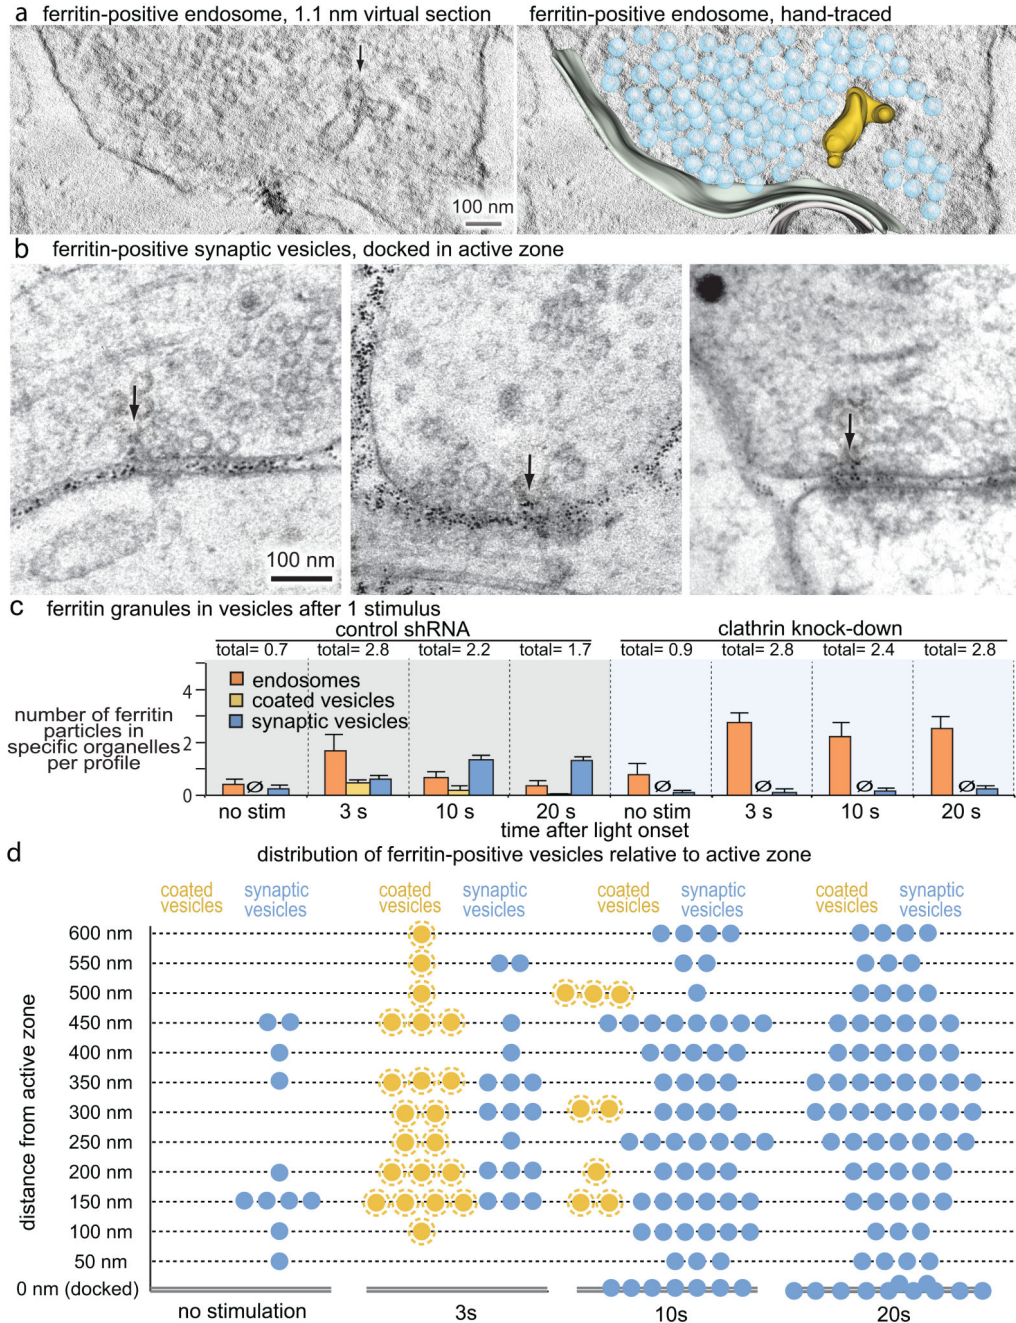 a ferritin-positive endosome, 1.1 nm virtual section
ferritin-positive endosome, hand-traced
100 nm
b ferritin-positive synaptic vesicles, docked in active zone
100 nm
c ferritin granules in vesicles after 1 stimulus
control shRNA clathrin knock-down
total= 0.7 total= 2.8 total= 2.2 total= 1.7 total= 0.9 total= 2.8 total= 2.4 total= 2.8
number of ferritin
particles in
specific organelles
per profile
4
2
0
endosomes
coated vesicles
synaptic vesicles
Ø Ø Ø Ø Ø
no stim 3 s 10 s 20 s no stim 3 s 10 s 20 s
time after light onset
d distribution of ferritin-positive vesicles relative to active zone
coated synaptic coated synaptic coated synaptic coated synaptic
vesicles vesicles vesicles vesicles vesicles vesicles vesicles vesicles
distance from active zone
600 nm
550 nm
500 nm
450 nm
400 nm
350 nm
300 nm
250 nm
200 nm
150 nm
100 nm
50 nm
0 nm (docked)
no stimulation 3s 10s 20s